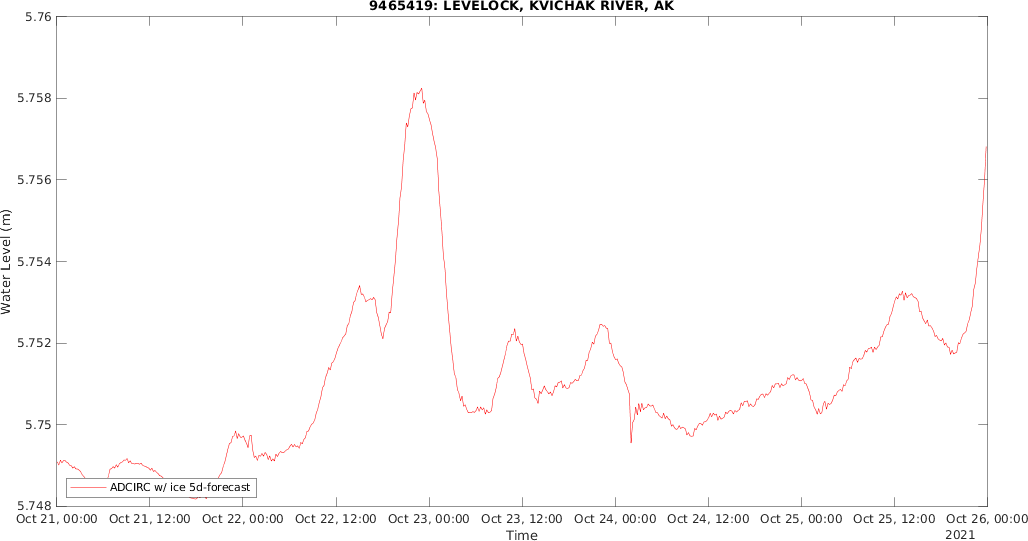 9465419: LEVELOCK, KVICHAK RIVER, AK
5.76
5.758
5.756
5.754
5.752
5.75
5.748
Water Level (m)
ADCIRC w/ ice 5d-forecast
Oct 21, 00:00 Oct 21, 12:00 Oct 22, 00:00 Oct 22, 12:00 Oct 23, 00:00 Oct 23, 12:00 Oct 24, 00:00 Oct 24, 12:00 Oct 25, 00:00 Oct 25, 12:00 Oct 26, 00:00
Time
2021